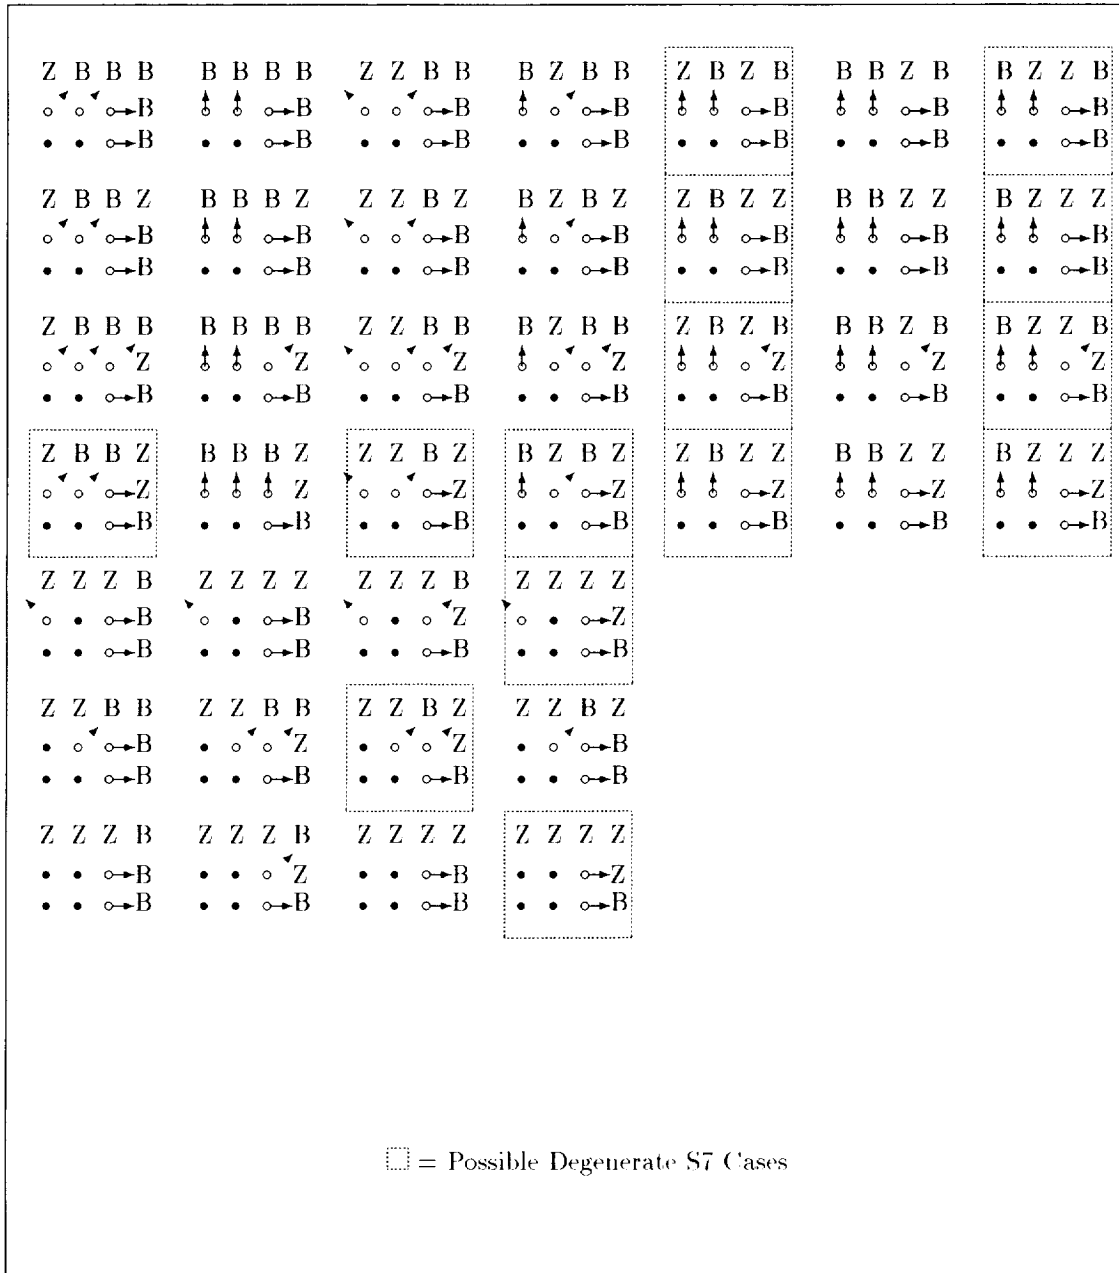 Z B B B B B B B Z Z B B B Z B B Z B Z B B B Z B B Z Z B
B B B B B B B
B B B B B B B
Z B B Z B B B Z Z Z B Z B Z B Z Z B Z Z B B Z Z B Z Z Z
B B B B B B B
B B B B B B B
Z B B B B B B B Z Z B B B Z B B Z B Z B B B Z B B Z Z B
Z Z Z Z Z Z Z
B B B B B B B
Z B B Z B B B Z Z Z B Z B Z B Z Z B Z Z B B Z Z B Z Z Z
Z Z Z Z Z Z Z
B B B B B B B
Z Z Z B Z Z Z Z Z Z Z B Z Z Z Z
B B Z Z
B B B B
Z Z B B Z Z B B Z Z B Z Z Z B Z
B Z Z B
B B B B
Z Z Z B Z Z Z B Z Z Z Z Z Z Z Z
B Z B Z
B B B B
= Possible Degenerate S7 Cases